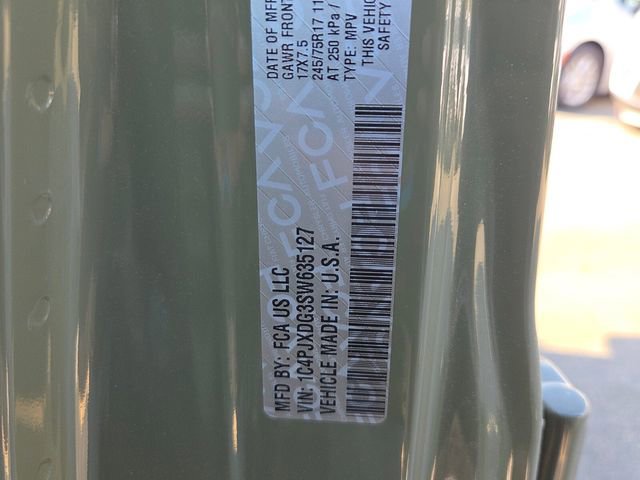 DATE OF MFR
GAWR FRONT
17X7.5
245/75R17 11
AT 250 kPa /
TYPE: MPV
THIS VEHIC
SAFETY
MFD BY: FCA US LLC
VIN: 1C4PJXDG3SW635127
VEHICLE MADE IN: U.S.A.